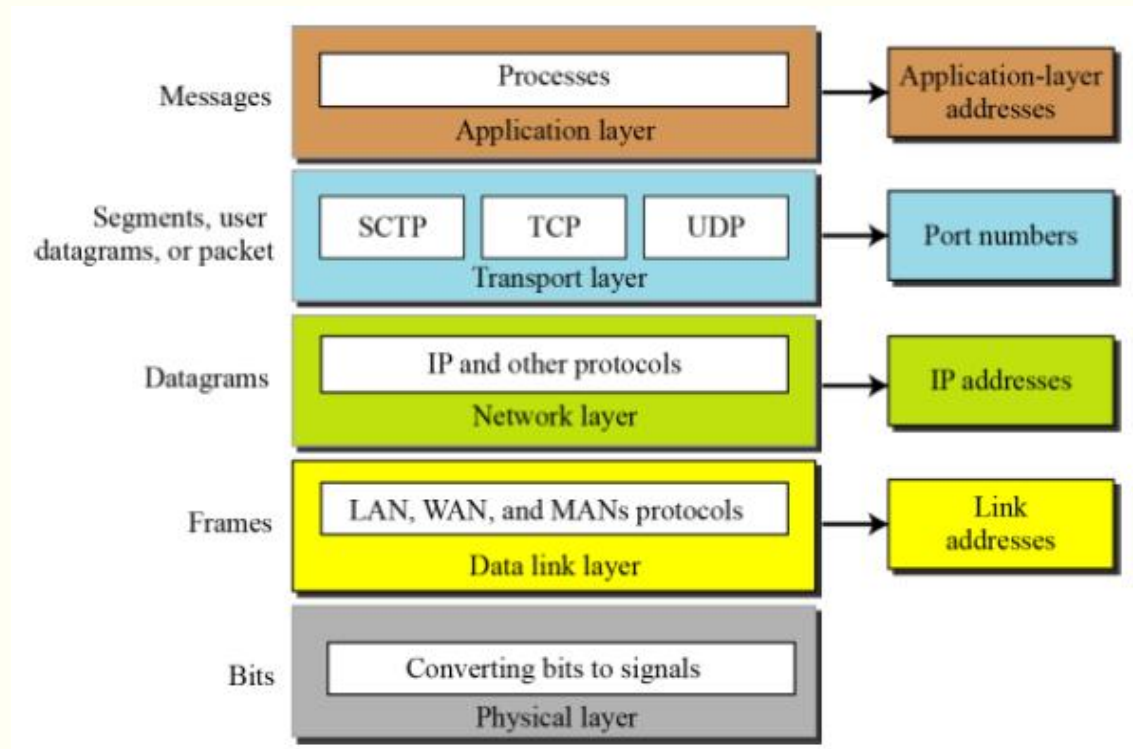 Messages
Processes
Application layer
Application-layer
addresses
Segments, user
datagrams, or packet
SCTP
TCP
UDP
Transport layer
Port numbers
Datagrams
IP and other protocols
Network layer
IP addresses
Frames
LAN, WAN, and MANs protocols
Data link layer
Link
addresses
Bits
Converting bits to signals
Physical layer